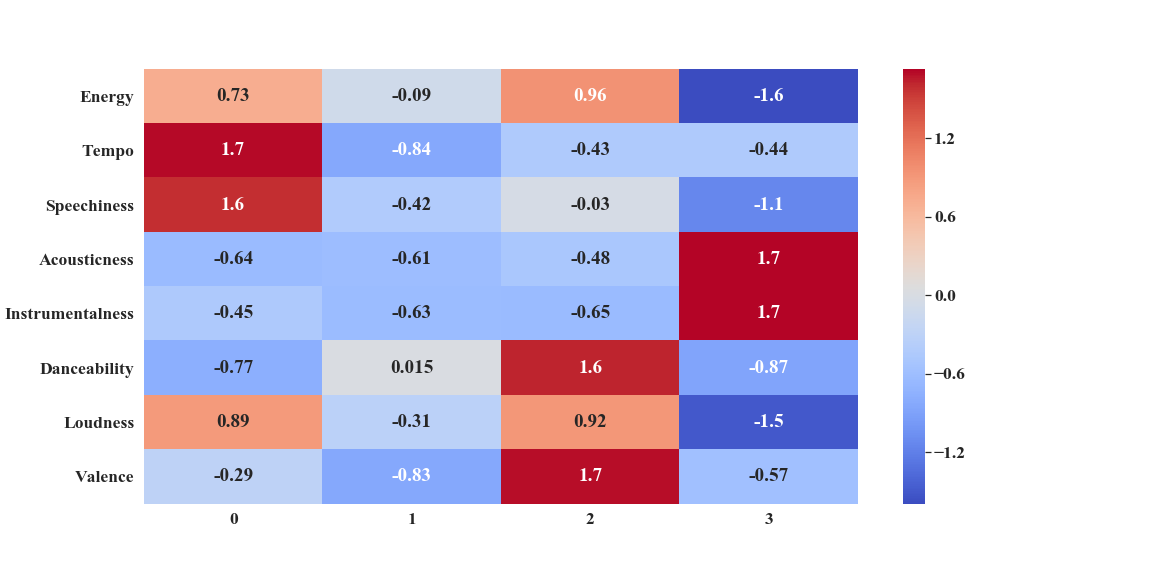 Energy 0.73 -0.09 0.96 -1.6
1.2
Tempo 1.7 -0.84 -0.43 -0.44
Speechiness 1.6 -0.42 -0.03 -1.1
0.6
Acousticness -0.64 -0.61 -0.48 1.7
0.0
Instrumentalness -0.45 -0.63 -0.65 1.7
Danceability -0.77 0.015 1.6 -0.87
−0.6
Loudness 0.89 -0.31 0.92 -1.5
−1.2
Valence -0.29 -0.83 1.7 -0.57
0 1 2 3